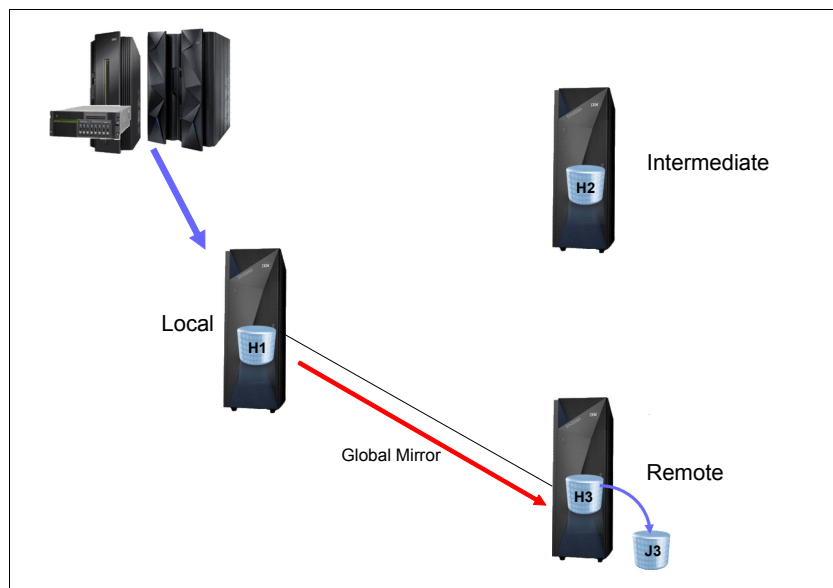 H2
Intermediate
Local
H1
Global Mirror
H3
Remote
J3